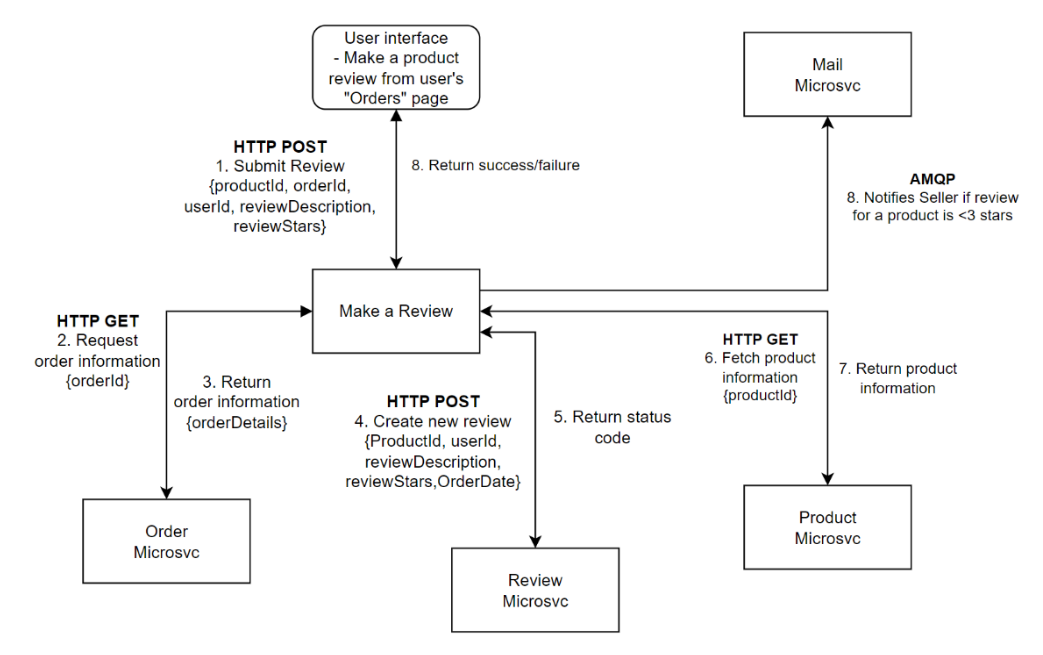 User interface
- Make a product
review from user's
"Orders" page
Mail
Microsvc
HTTP POST
1. Submit Review
{productId, orderId,
userId, reviewDescription,
reviewStars}
8. Return success/failure
AMQP
8. Notifies Seller if review
for a product is <3 stars
Make a Review
HTTP GET
2. Request
order information
{orderId}
3. Return
order information
{orderDetails}
HTTP POST
4. Create new review
{ProductId, userId,
reviewDescription,
reviewStars,OrderDate}
5. Return status
code
HTTP GET
6. Fetch product
information
{productId}
7. Return product
information
Order
Microsvc
Review
Microsvc
Product
Microsvc